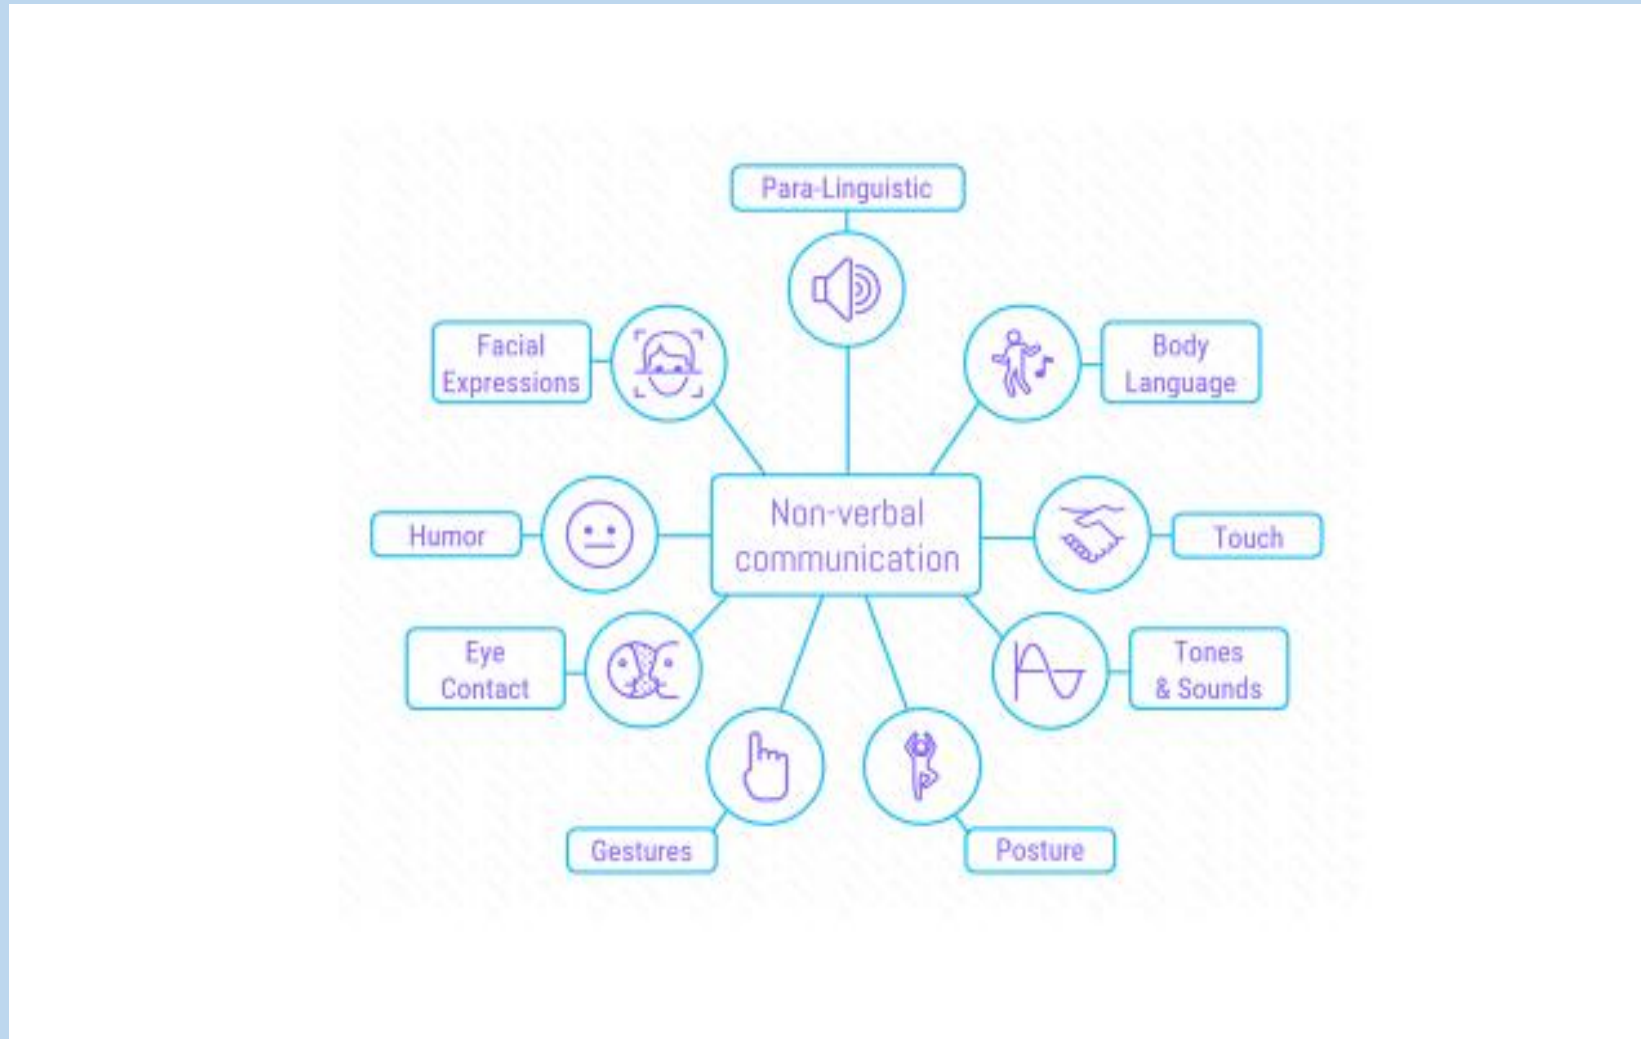 Para-Linguistic
Facial
Expressions
Body
Language
Humor
Non-verbal
communication
Touch
Eye
Contact
Tones
& Sounds
Gestures
Posture